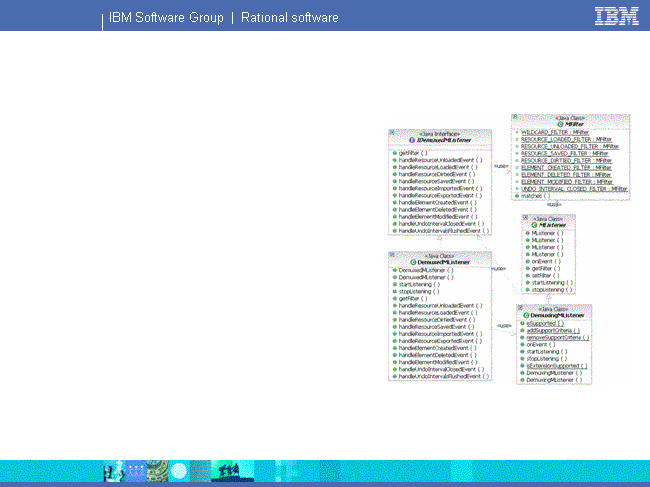 IBM Software Group | Rational software
IBM
«Java Interface»
IDemuxedMListener
getFilter ( )
handleResourceUnloadedEvent ( )
handleResourceLoadedEvent ( )
handleResourceDirtiedEvent ( )
handleResourceSavedEvent ( )
handleResourceImportedEvent ( )
handleResourceExportedEvent ( )
handleElementCreatedEvent ( )
handleElementDeletedEvent ( )
handleElementModifiedEvent ( )
handleUndoIntervalClosedEvent ( )
handleUndoIntervalsFlushedEvent ( )
«use»
«Java Class»
MFilter
WILDCARD_FILTER : MFilter
RESOURCE_LOADED_FILTER : MFilter
RESOURCE_UNLOADED_FILTER : MFilter
RESOURCE_SAVED_FILTER : MFilter
RESOURCE_DIRTIED_FILTER : MFilter
ELEMENT_CREATED_FILTER : MFilter
ELEMENT_DELETED_FILTER : MFilter
ELEMENT_MODIFIED_FILTER : MFilter
UNDO_INTERVAL_CLOSED_FILTER : MFilter
matches ( )
«use»
«Java Class»
MListener
MListener ( )
MListener ( )
MListener ( )
MListener ( )
onEvent ( )
getFilter ( )
setFilter ( )
startListening ( )
stopListening ( )
«Java Class»
DemuxedMListener
DemuxedMListener ( )
DemuxedMListener ( )
startListening ( )
stopListening ( )
getFilter ( )
handleResourceUnloadedEvent ( )
handleResourceLoadedEvent ( )
handleResourceDirtiedEvent ( )
handleResourceSavedEvent ( )
handleResourceImportedEvent ( )
handleResourceExportedEvent ( )
handleElementCreatedEvent ( )
handleElementDeletedEvent ( )
handleElementModifiedEvent ( )
handleUndoIntervalClosedEvent ( )
handleUndoIntervalsFlushedEvent ( )
«use»
«use»
«Java Class»
DemuxingMListener
isSupported ( )
addSupportCriteria ( )
removeSupportCriteria ( )
onEvent ( )
startListening ( )
stopListening ( )
isExtensionSupported ( )
DemuxingMListener ( )
DemuxingMListener ( )